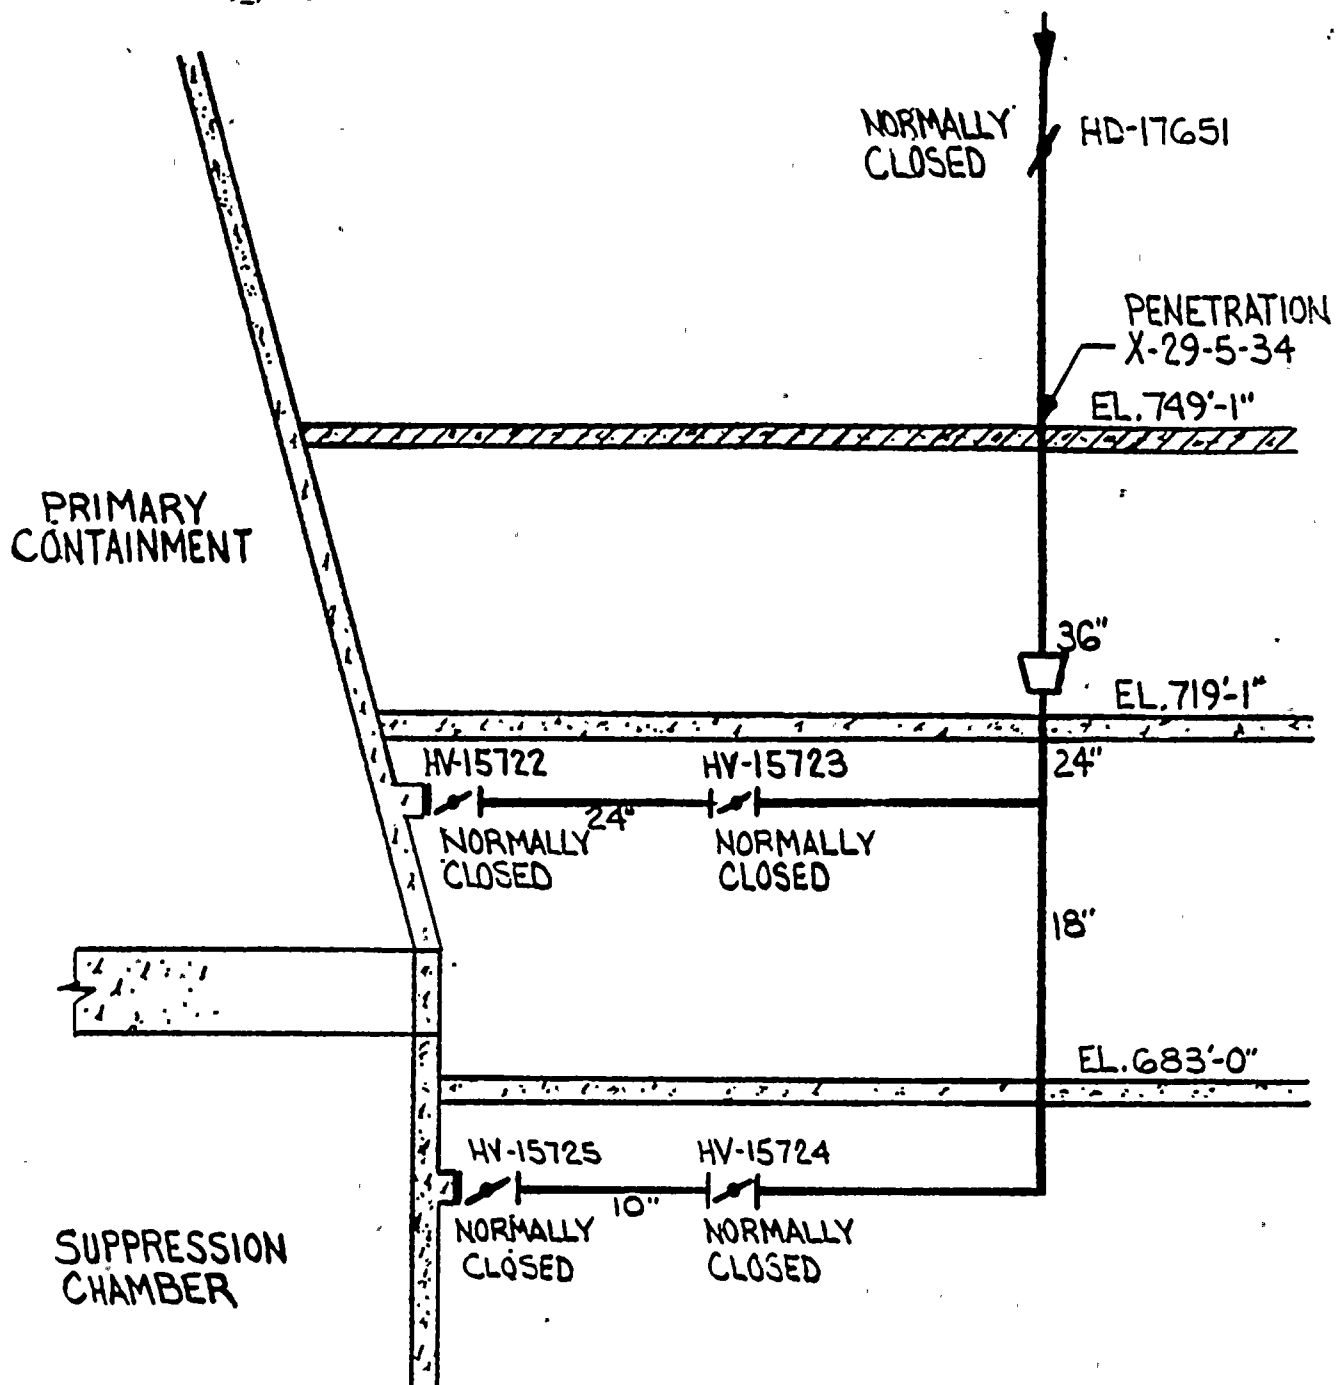 NORMALLY
CLOSED
HD-17651
PENETRATION
X-29-5-34
EL.749'-1"
PRIMARY
CONTAINMENT
36"
EL.719'-1"
HV-15722
HV-15723
24"
24"
NORMALLY
CLOSED
NORMALLY
CLOSED
18"
EL.683'-0"
HV-15725
HV-15724
10"
NORMALLY
CLOSED
NORMALLY
CLOSED
SUPPRESSION
CHAMBER